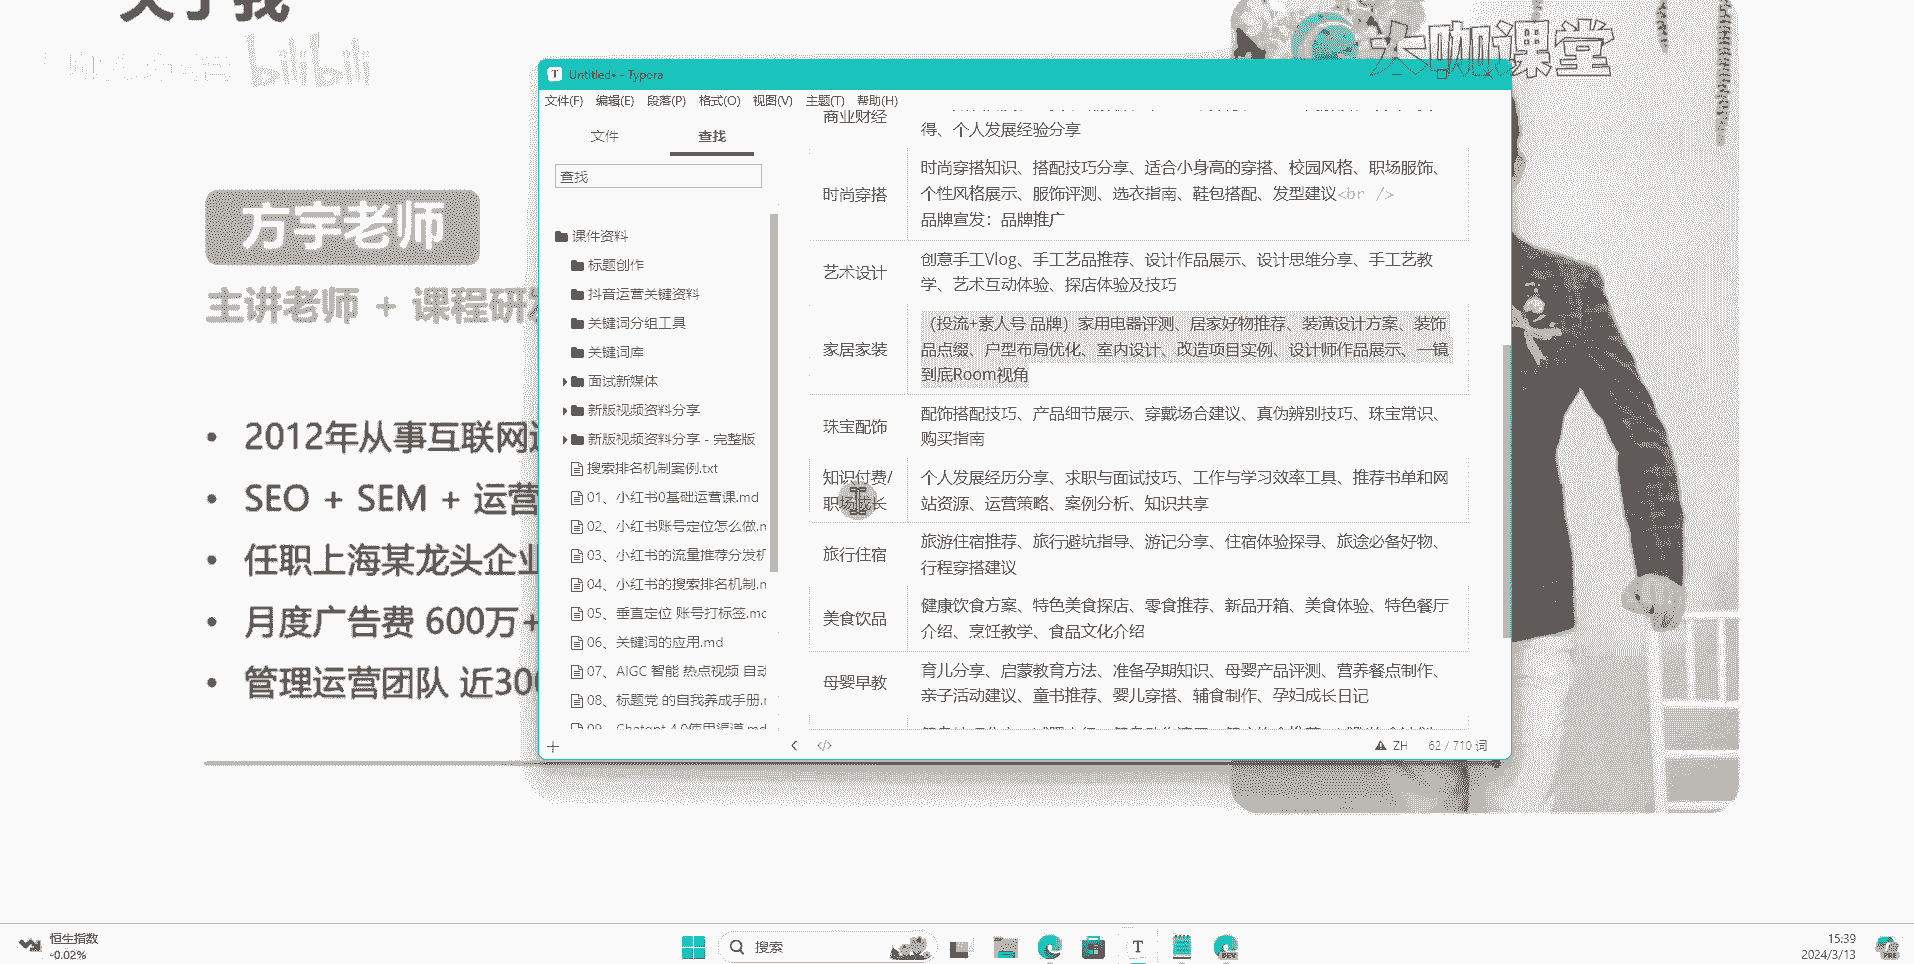 关于我
bilibili
大咖课堂
方宇老师
主讲老师 + 课程研发
2012年从事互联网运
SEO + SEM + 运营
任职上海某龙头企业
月度广告费 600万+
管理运营团队 近300
Untitled• - Typora
文件(F) 编辑(E) 段落(P) 格式(O) 视图(V) 主题(T) 帮助(H)
文件 查找
查找
课件资料
标题创作
抖音运营关键资料
关键词分组工具
关键词库
面试新媒体
新版视频资料分享
新版视频资料分享 - 完整版
搜索排名机制案例.txt
01、小红书0基础运营课.md
02、小红书账号定位怎么做.m
03、小红书的流量推荐分发机
04、小红书的搜索排名机制.m
05、垂直定位 账号打标签.mc
06、关键词的应用.md
07、AIGC 智能 热点视频 自动
08、标题党 的自我养成手册.m
09、Chatgpt 4.0使用渠道.md
商业财经
得、个人发展经验分享
时尚穿搭
时尚穿搭知识、搭配技巧分享、适合小身高的穿搭、校园风格、职场服饰、
个性风格展示、服饰评测、选衣指南、鞋包搭配、发型建议<br />
品牌宣发：品牌推广
艺术设计
创意手工Vlog、手工艺品推荐、设计作品展示、设计思维分享、手工艺教
学、艺术互动体验、探店体验及技巧
家居家装
（投流+素人号 品牌）家用电器评测、居家好物推荐、装潢设计方案、装饰
品点缀、户型布局优化、室内设计、改造项目实例、设计师作品展示、一镜
到底Room视角
珠宝配饰
配饰搭配技巧、产品细节展示、穿戴场合建议、真伪辨别技巧、珠宝常识、
购买指南
知识付费/
职场成长
个人发展经历分享、求职与面试技巧、工作与学习效率工具、推荐书单和网
站资源、运营策略、案例分析、知识共享
旅行住宿
旅游住宿推荐、旅行避坑指导、游记分享、住宿体验探寻、旅途必备好物、
行程穿搭建议
美食饮品
健康饮食方案、特色美食探店、零食推荐、新品开箱、美食体验、特色餐厅
介绍、烹饪教学、食品文化介绍
母婴早教
育儿分享、启蒙教育方法、准备孕期知识、母婴产品评测、营养餐点制作、
亲子活动建议、童书推荐、婴儿穿搭、辅食制作、孕妇成长日记
ZH 62 / 710 词
恒生指数
-0.02%
搜索
15:39
2024/3/13